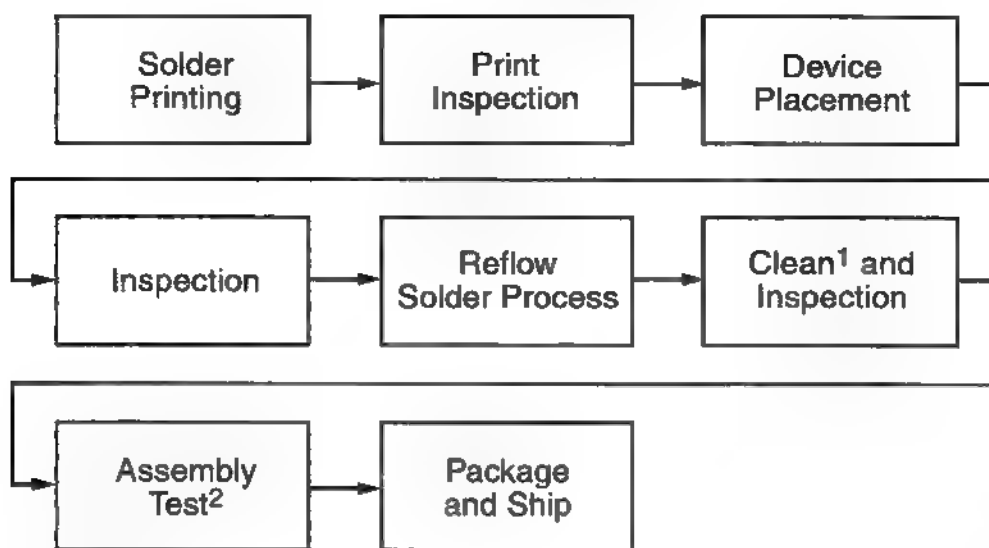 Solder
Printing
Print
Inspection
Device
Placement
Inspection
Reflow
Solder Process
Clean¹ and
Inspection
Assembly
Test²
Package
and Ship